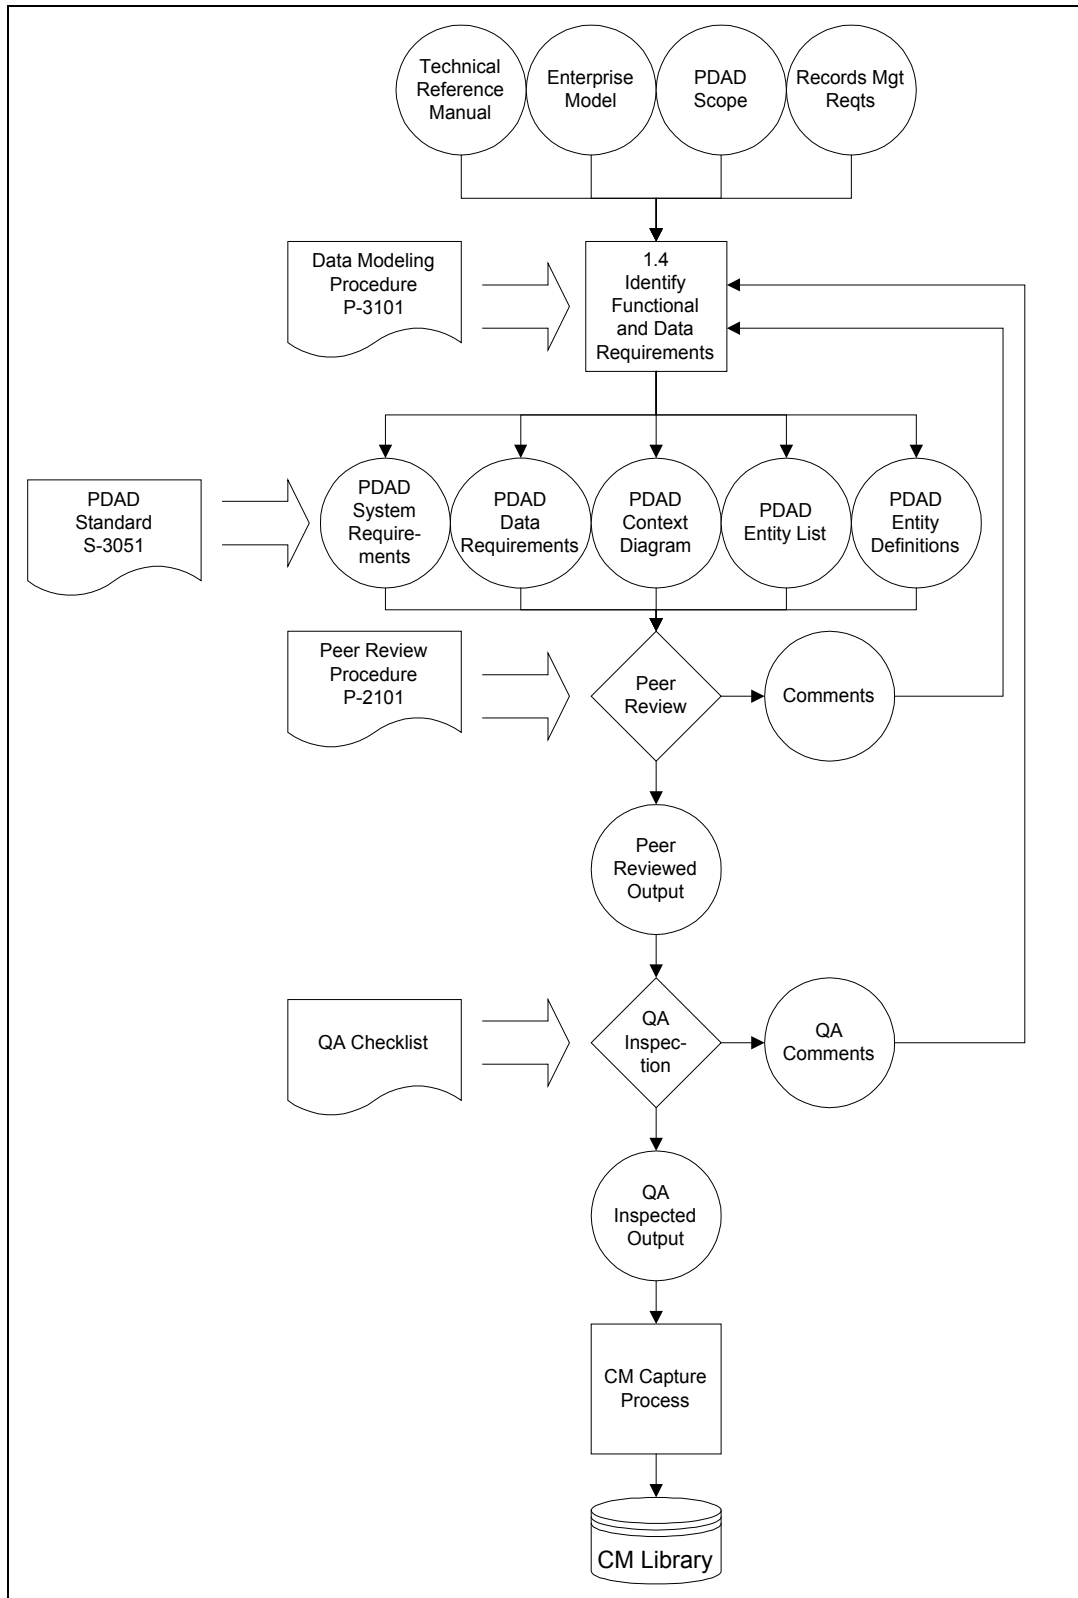 Technical
Reference
Manual
Enterprise
Model
PDAD
Scope
Records Mgt
Reqts
Data Modeling
Procedure
P-3101
1.4
Identify
Functional
and Data
Requirements
PDAD
Standard
S-3051
PDAD
System
Require-
ments
PDAD
Data
Requirements
PDAD
Context
Diagram
PDAD
Entity List
PDAD
Entity
Definitions
Peer Review
Procedure
P-2101
Peer
Review
Comments
Peer
Reviewed
Output
QA Checklist
QA
Inspec-
tion
QA
Comments
QA
Inspected
Output
CM Capture
Process
CM Library